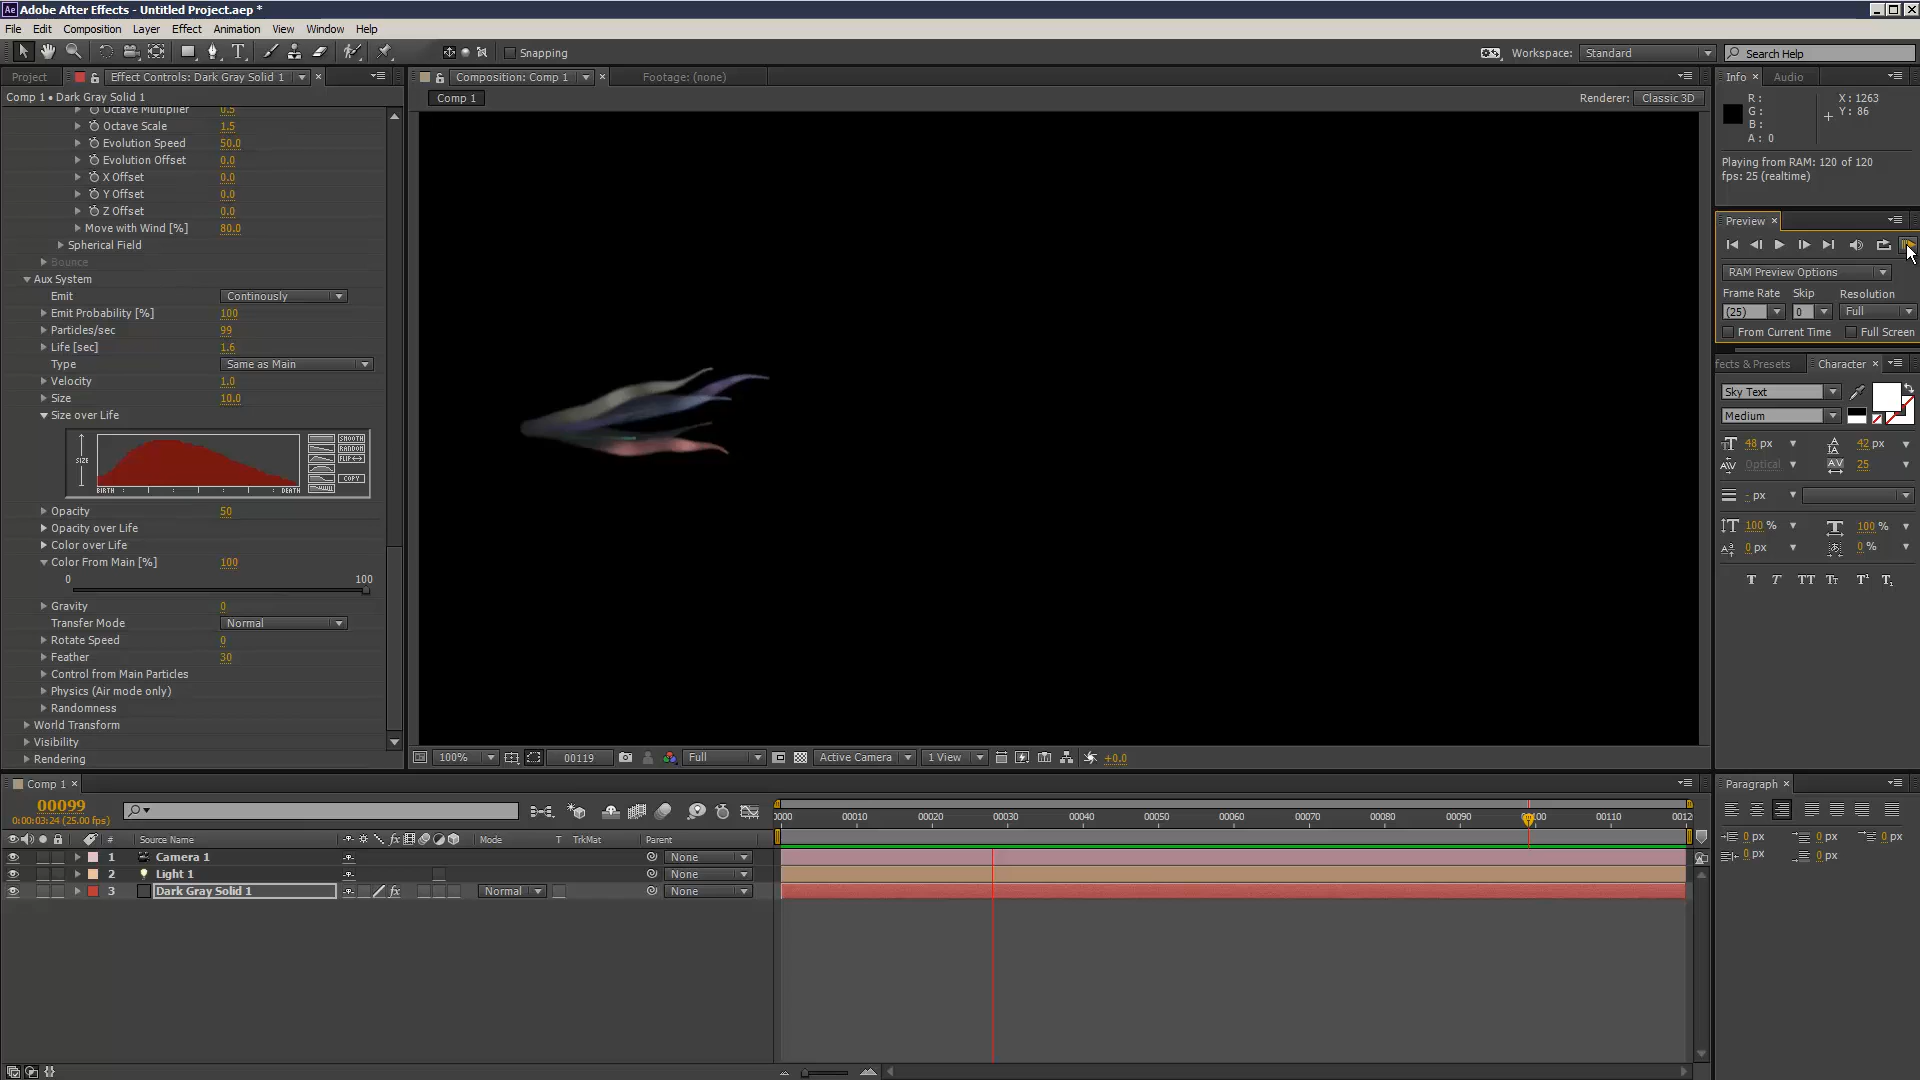 Adobe After Effects - Untitled Project.aep *
File Edit Composition Layer Effect Animation View Window Help
Snapping
Workspace: Standard
Search Help
Project
Effect Controls: Dark Gray Solid 1
Comp 1 • Dark Gray Solid 1
Octave Multiplier 0.5
Octave Scale 1.5
Evolution Speed 50.0
Evolution Offset 0.0
X Offset 0.0
Y Offset 0.0
Z Offset 0.0
Move with Wind [%] 80.0
Spherical Field
Bounce
Aux System
Emit Continously
Emit Probability [%] 100
Particles/sec 99
Life [sec] 1.6
Type Same as Main
Velocity 1.0
Size 10.0
Size over Life
SIZE
BIRTH
DEATH
SMOOTH
RANDOM
FLIP
COPY
Opacity 50
Opacity over Life
Color over Life
Color From Main [%] 100
0 100
Gravity 0
Transfer Mode Normal
Rotate Speed 0
Feather 30
Control from Main Particles
Physics (Air mode only)
Randomness
World Transform
Visibility
Rendering
Composition: Comp 1
Footage: (none)
Comp 1
Renderer: Classic 3D
100% 00119 Full Active Camera 1 View +0.0
Info Audio
R: X: 1263
G: Y: 86
B:
A: 0
Playing from RAM: 120 of 120
fps: 25 (realtime)
Preview
RAM Preview Options
Frame Rate Skip Resolution
(25) 0 Full
From Current Time Full Screen
fects & Presets Character
Sky Text
Medium
48 px 42 px
Optical 25
- px
100 % 100 %
0 px 0 %
T T TT Tr T¹ T₁
Paragraph
0 px 0 px 0 px
0 px 0 px
Comp 1
00099
0:00:03:24 (25.00 fps)
# Source Name Mode T TrkMat Parent
1 Camera 1 None
2 Light 1 None
3 Dark Gray Solid 1 Normal None
0000 00010 00020 00030 00040 00050 00060 00070 00080 00090 00100 00110 0012